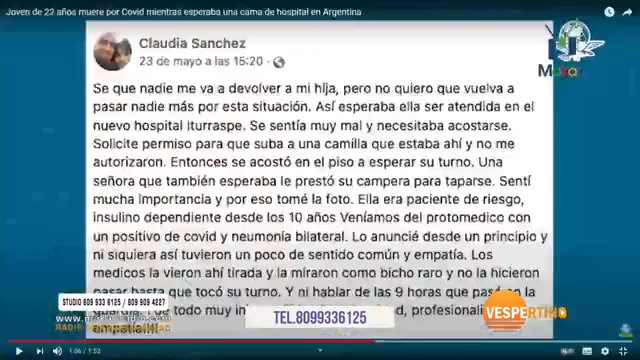 Joven de 22 años muere por Covid mientras esperaba una cama de hospital en Argentina
Claudia Sanchez
23 de mayo a las 15:20 ·
Se que nadie me va a devolver a mi hija, pero no quiero que vuelva a
pasar nadie más por esta situación. Así esperaba ella ser atendida en el
nuevo hospital iturraspe. Se sentía muy mal y necesitaba acostarse.
Solicite permiso para que suba a una camilla que estaba ahí y no me
autorizaron. Entonces se acostó en el piso a esperar su turno. Una
señora que también esperaba le prestó su campera para taparse. Sentí
mucha importancia y por eso tomé la foto. Ella era paciente de riesgo,
insulino dependiente desde los 10 años Veníamos del protomedico con
un positivo de covid y neumonía bilateral. Lo anuncié desde un principio y
ni siquiera así tuvieron un poco de sentido común y empatía. Los
medicos la vieron ahí tirada y la miraron como bicho raro y no la hicieron
pasar hasta que tocó su turno. Y ni hablar de las 9 horas que pasó en la
empatia!!!!
STUDIO 809 933 6125 / 809 909 4227
TEL.8099336125
VESPERTINO
1:06 / 1:52